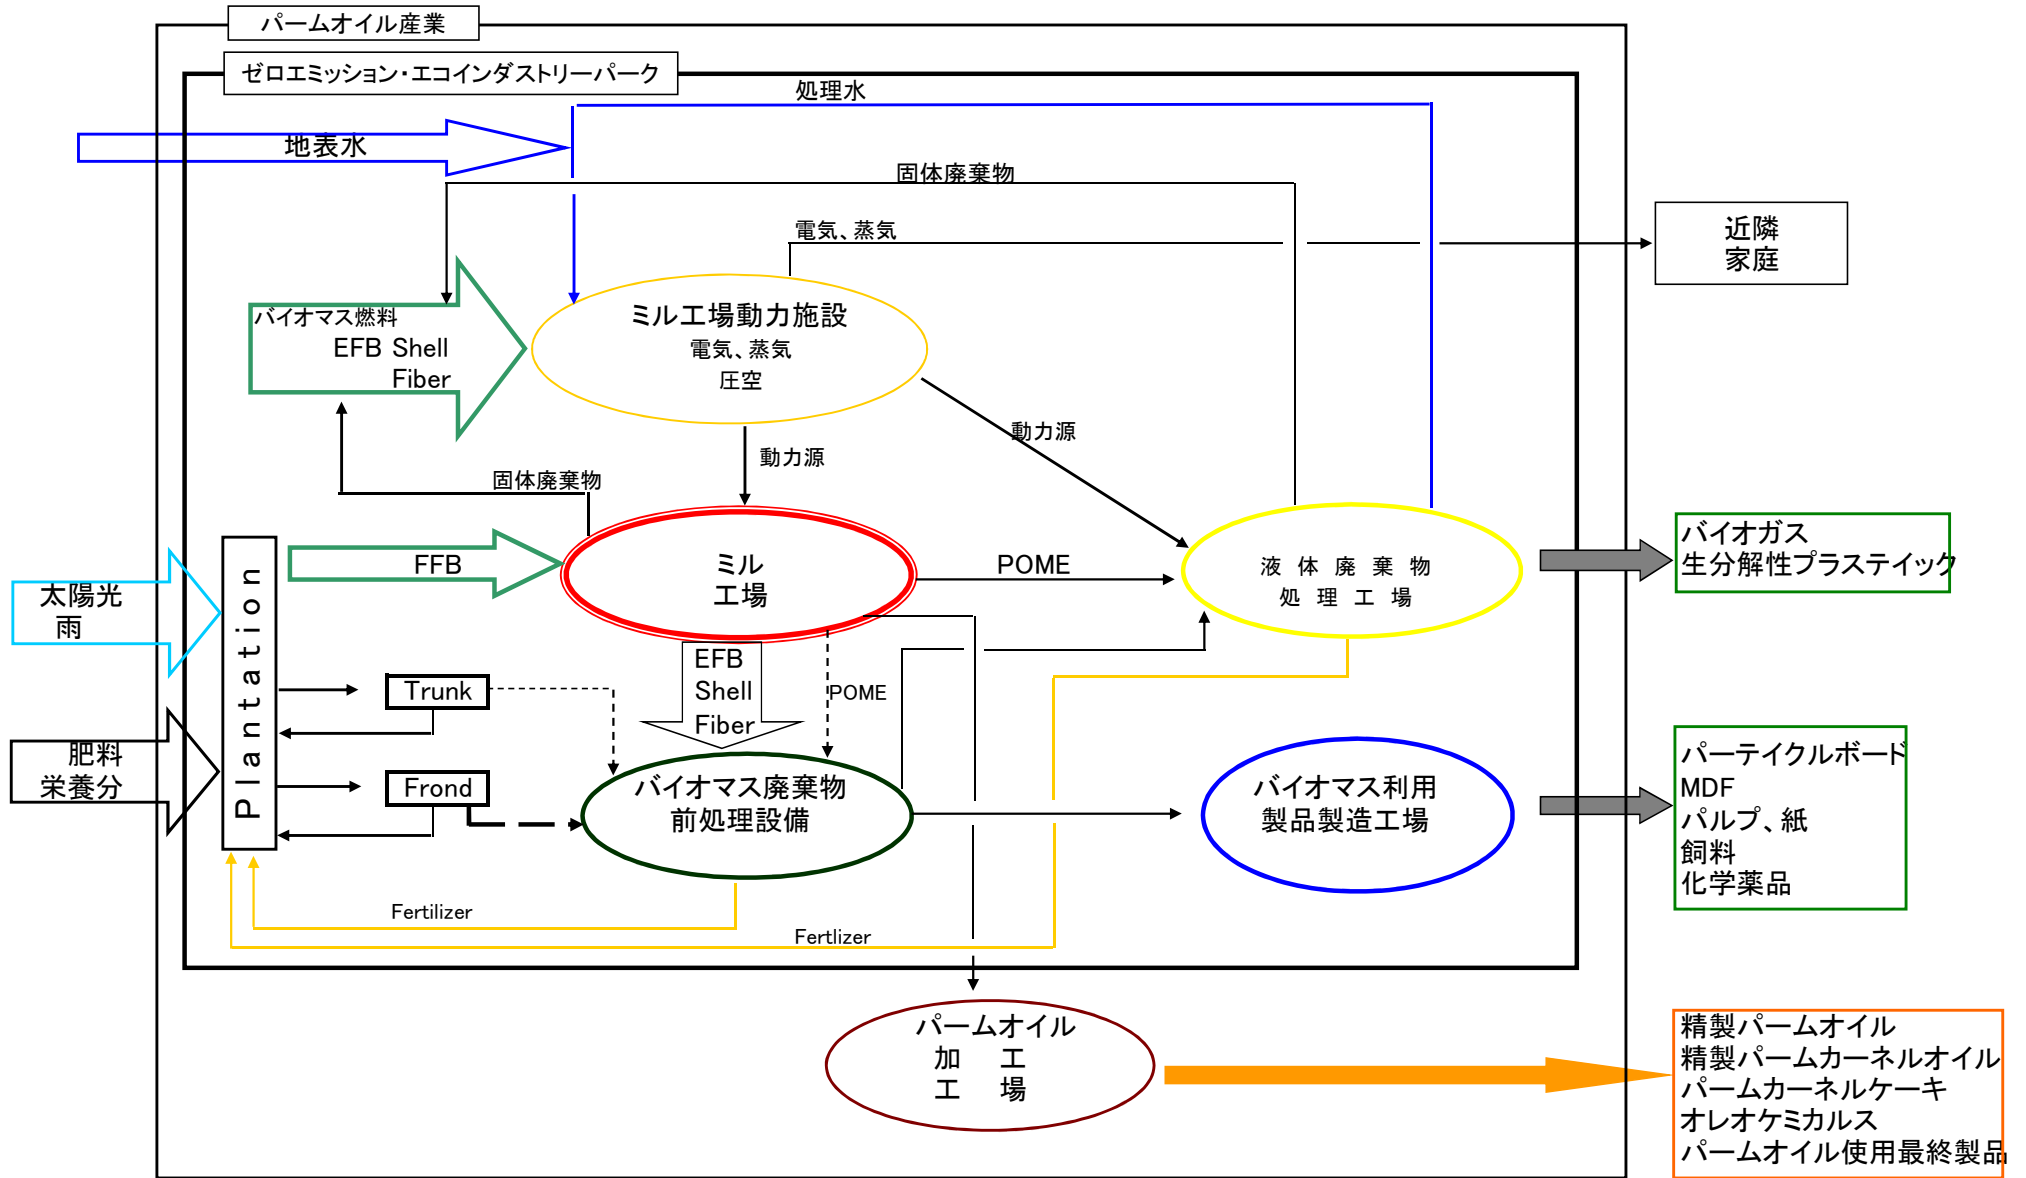 パームオイル産業
ゼロエミッション・エコインダストリーパーク
処理水
地表水
固体廃棄物
電気、蒸気
近隣
家庭
バイオマス燃料
EFB Shell
Fiber
ミル工場動力施設
電気、蒸気
圧空
動力源
動力源
固体廃棄物
FFB
ミル
工場
POME
液 体 廃 棄 物
処 理 工 場
バイオガス
生分解性プラステイック
太陽光
雨
Plantation
EFB
Shell
Fiber
POME
Trunk
肥料
栄養分
Frond
バイオマス廃棄物
前処理設備
バイオマス利用
製品製造工場
パーテイクルボード
MDF
パルプ、紙
飼料
化学薬品
Fertilizer
Fertlizer
パームオイル
加 工
工 場
精製パームオイル
精製パームカーネルオイル
パームカーネルケーキ
オレオケミカルス
パームオイル使用最終製品